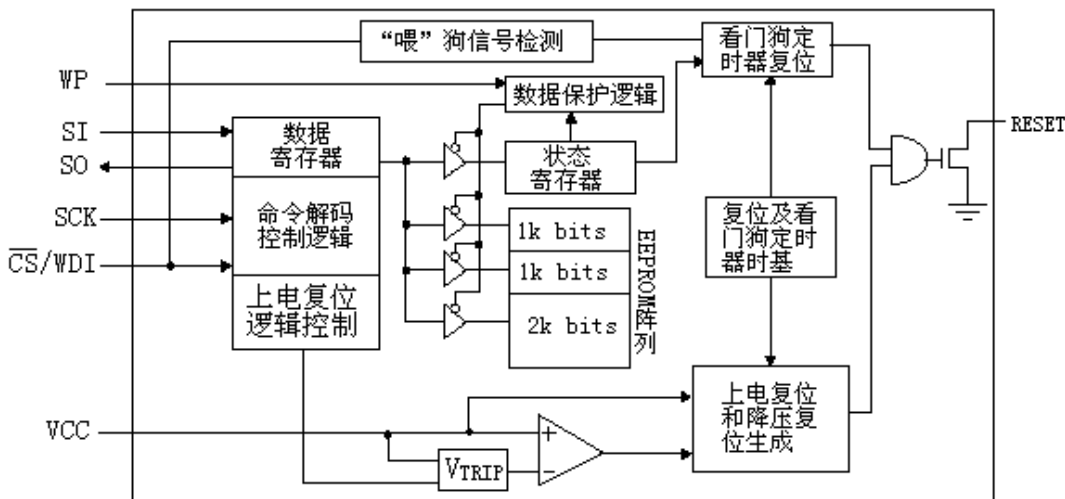 “喂”狗信号检测
看门狗定
时器复位
WP
数据保护逻辑
SI
SO
数据
寄存器
状态
寄存器
RESET
SCK
命令解码
控制逻辑
CS/WDI
1k bits
1k bits
2k bits
EEPROM阵列
复位及看
门狗定时
器时基
上电复位
逻辑控制
上电复位
和降压复
位生成
VCC
+
−
VTRIP